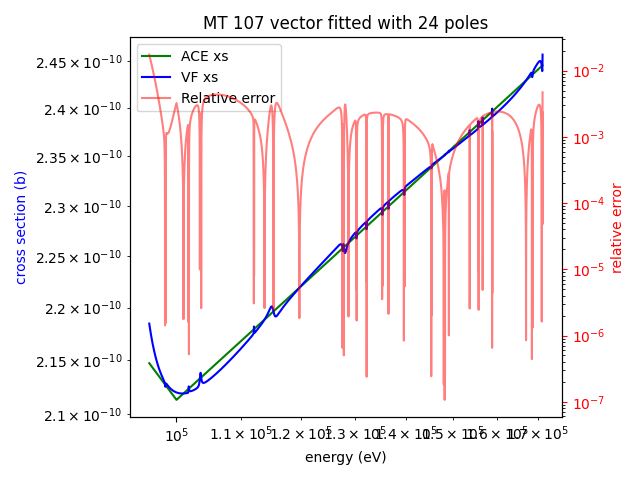 MT 107 vector fitted with 24 poles
ACE xs
VF xs
Relative error
2.45 × 10⁻¹⁰
2.4 × 10⁻¹⁰
2.35 × 10⁻¹⁰
2.3 × 10⁻¹⁰
2.25 × 10⁻¹⁰
2.2 × 10⁻¹⁰
2.15 × 10⁻¹⁰
2.1 × 10⁻¹⁰
cross section (b)
10⁻²
10⁻³
10⁻⁴
10⁻⁵
10⁻⁶
10⁻⁷
relative error
10⁵ 1.1 × 10⁵ 1.2 × 10⁵ 1.3 × 10⁵ 1.4 × 10⁵ 1.5 × 10⁵ 1.6 × 10⁵ 1.7 × 10⁵
energy (eV)